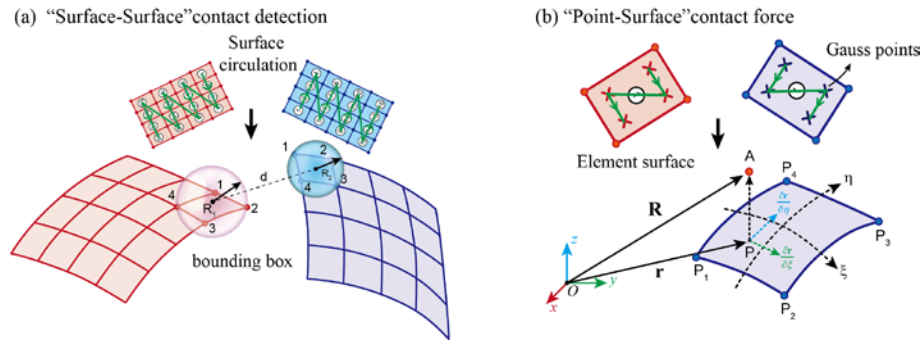 (a) “Surface-Surface”contact detection
Surface
circulation
1
2
3
4
R₂
d
1
2
3
4
R₁
bounding box
(b) “Point-Surface”contact force
Gauss points
Element surface
A
P₄
η
R
∂r
∂η
P₃
P
∂r
∂ξ
ξ
r
P₁
P₂
z
y
x
O